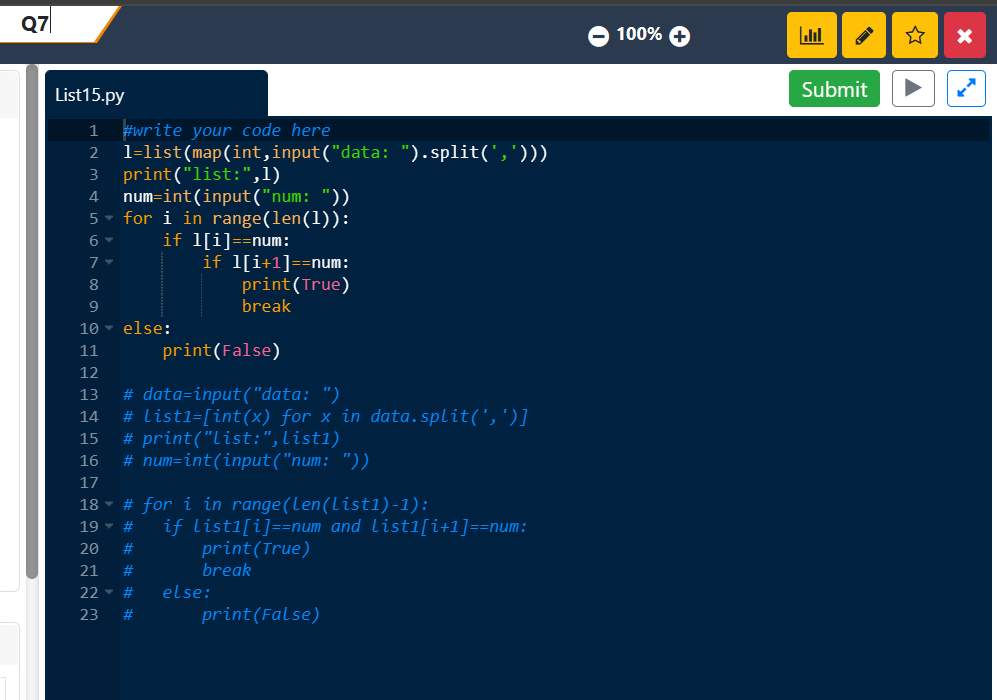 Q7
100%
List15.py
Submit
1 #write your code here
2 l=list(map(int,input("data: ").split(',')))
3 print("list:",l)
4 num=int(input("num: "))
5 for i in range(len(l)):
6     if l[i]==num:
7         if l[i+1]==num:
8             print(True)
9             break
10 else:
11     print(False)
12
13 # data=input("data: ")
14 # list1=[int(x) for x in data.split(',')]
15 # print("list:",list1)
16 # num=int(input("num: "))
17
18 # for i in range(len(list1)-1):
19 #   if list1[i]==num and list1[i+1]==num:
20 #       print(True)
21 #       break
22 #   else:
23 #       print(False)